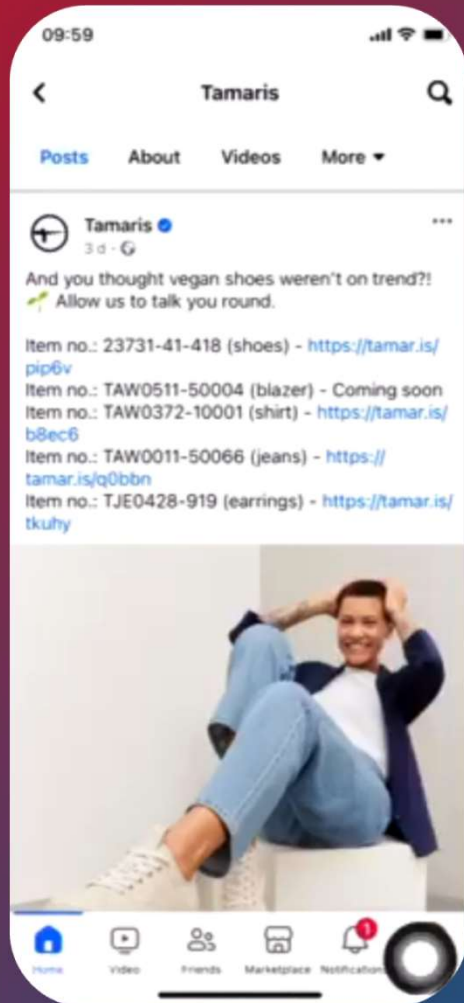 09:59
Tamaris
Posts About Videos More
Tamaris
3 d
And you thought vegan shoes weren't on trend?!
Allow us to talk you round.
Item no.: 23731-41-418 (shoes) - https://tamar.is/
pip6v
Item no.: TAW0511-50004 (blazer) - Coming soon
Item no.: TAW0372-10001 (shirt) - https://tamar.is/
b8ec6
Item no.: TAW0011-50066 (jeans) - https://
tamar.is/q0bbn
Item no.: TJE0428-919 (earrings) - https://tamar.is/
tkuhy
1
Home Video Friends Marketplace Notifications